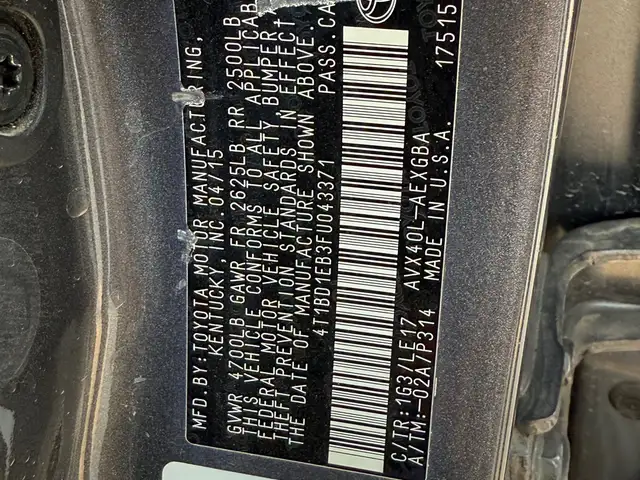 MFD. BY: TOYOTA MOTOR MANUFACTURING,
KENTUCKY, INC. 04/15
GVWR 4700LB GAWR FR 2625LB RR 2500LB
THIS VEHICLE CONFORMS TO ALL APPLICAB
FEDERAL MOTOR VEHICLE SAFETY, BUMPER,
THEFT PREVENTION STANDARDS IN EFFECT
THE DATE OF MANUFACTURE SHOWN ABOVE.
4T1BD1EB3FU043371 PASS.CA
C/TR: 1G3/LE17 AVX40L-AEXGBA 17515
A/TM: -02A/P314 MADE IN U.S.A.